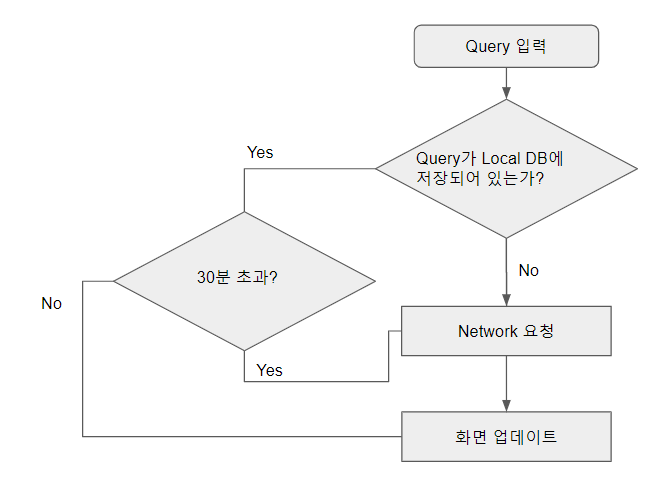 Query 입력
Yes
Query가 Local DB에
저장되어 있는가?
30분 초과?
No
No
Network 요청
Yes
화면 업데이트